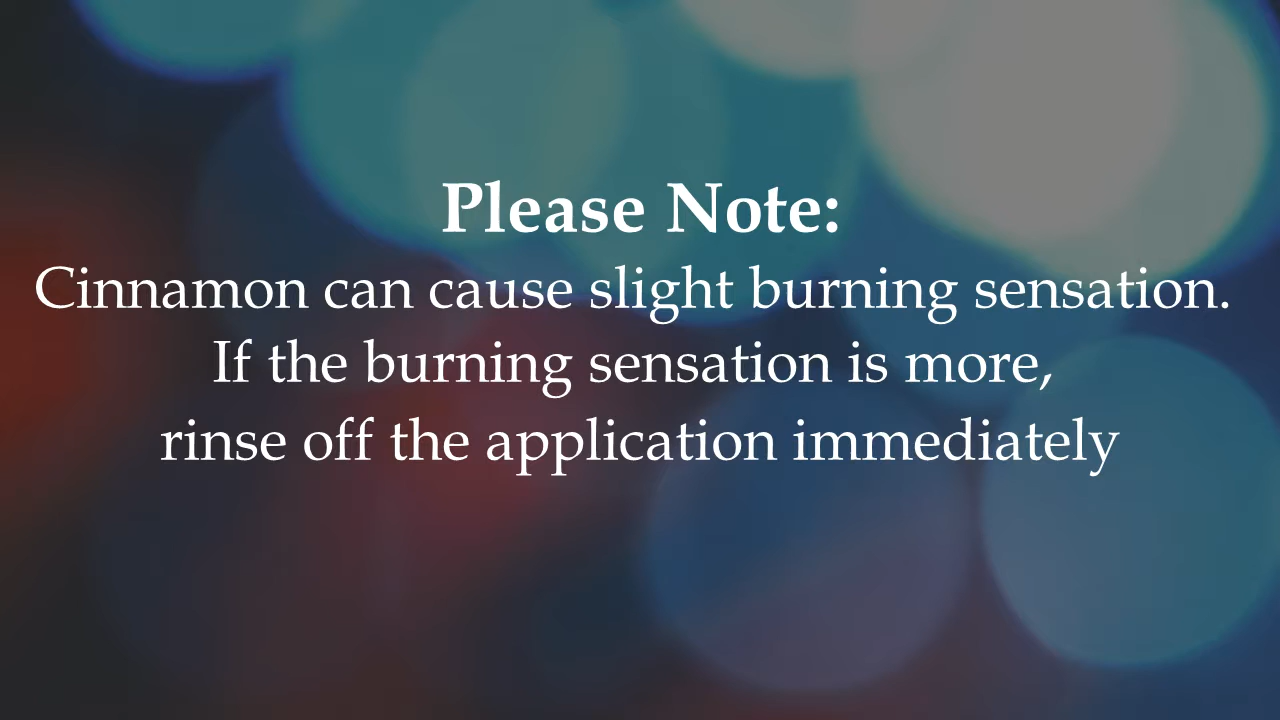 Please Note:
Cinnamon can cause slight burning sensation.
If the burning sensation is more,
rinse off the application immediately